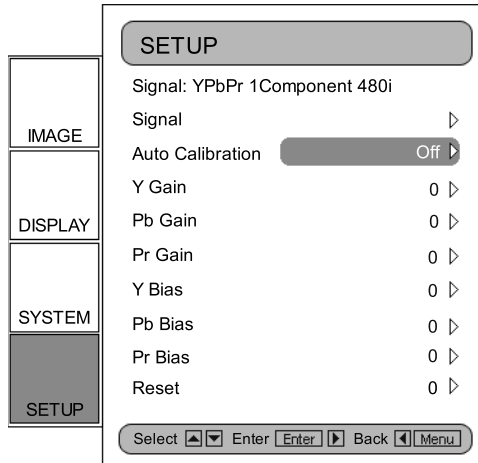 SETUP
Signal: YPbPr 1Component 480i
Signal
Auto Calibration Off
Y Gain 0
Pb Gain 0
Pr Gain 0
Y Bias 0
Pb Bias 0
Pr Bias 0
Reset 0
IMAGE
DISPLAY
SYSTEM
SETUP
Select Enter Enter Back Menu